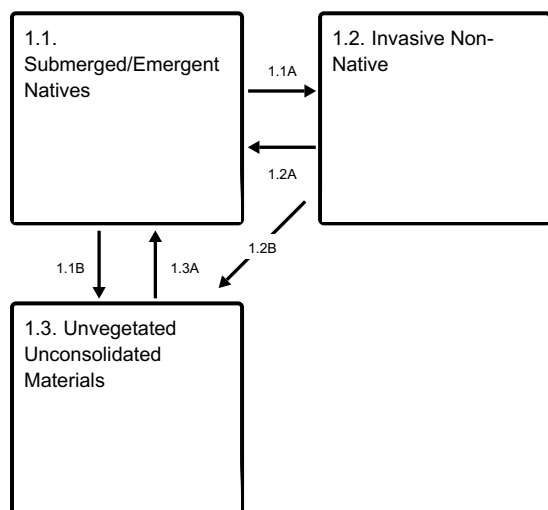 1.1.
Submerged/Emergent
Natives
1.2. Invasive Non-
Native
1.1A
1.2A
1.2B
1.1B
1.3A
1.3. Unvegetated
Unconsolidated
Materials